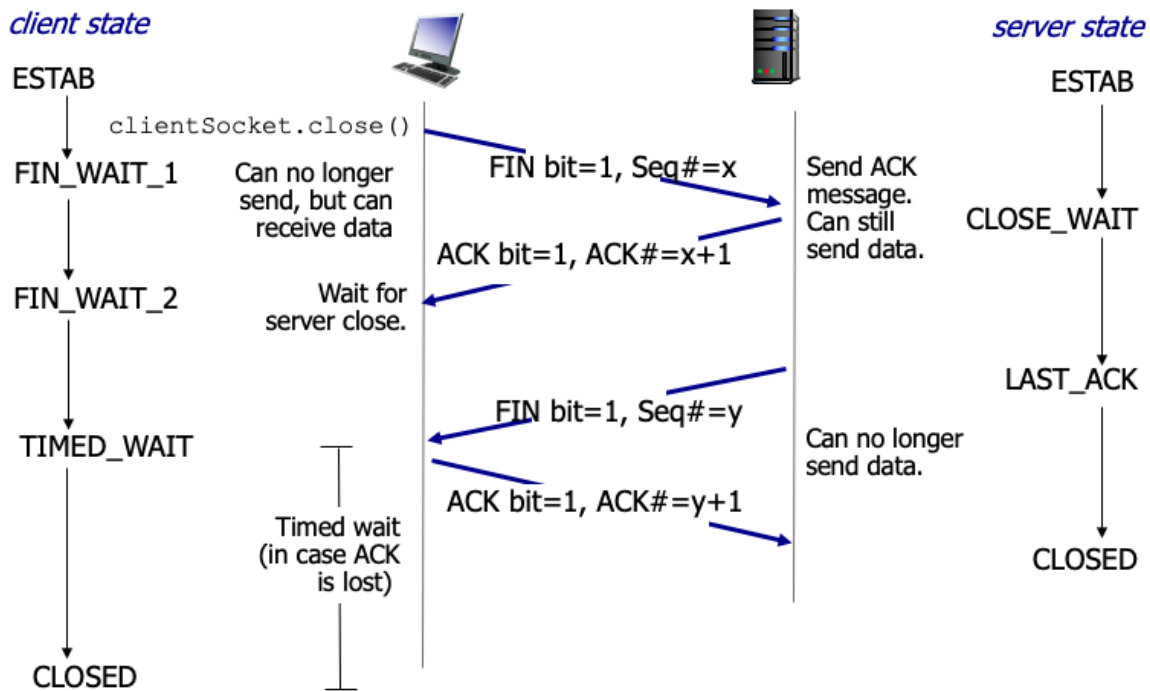 client state
server state
ESTAB
ESTAB
clientSocket.close()
FIN_WAIT_1
Can no longer
send, but can
receive data
FIN bit=1, Seq#=x
Send ACK
message.
Can still
send data.
CLOSE_WAIT
ACK bit=1, ACK#=x+1
FIN_WAIT_2
Wait for
server close.
LAST_ACK
FIN bit=1, Seq#=y
TIMED_WAIT
Can no longer
send data.
ACK bit=1, ACK#=y+1
Timed wait
(in case ACK
is lost)
CLOSED
CLOSED